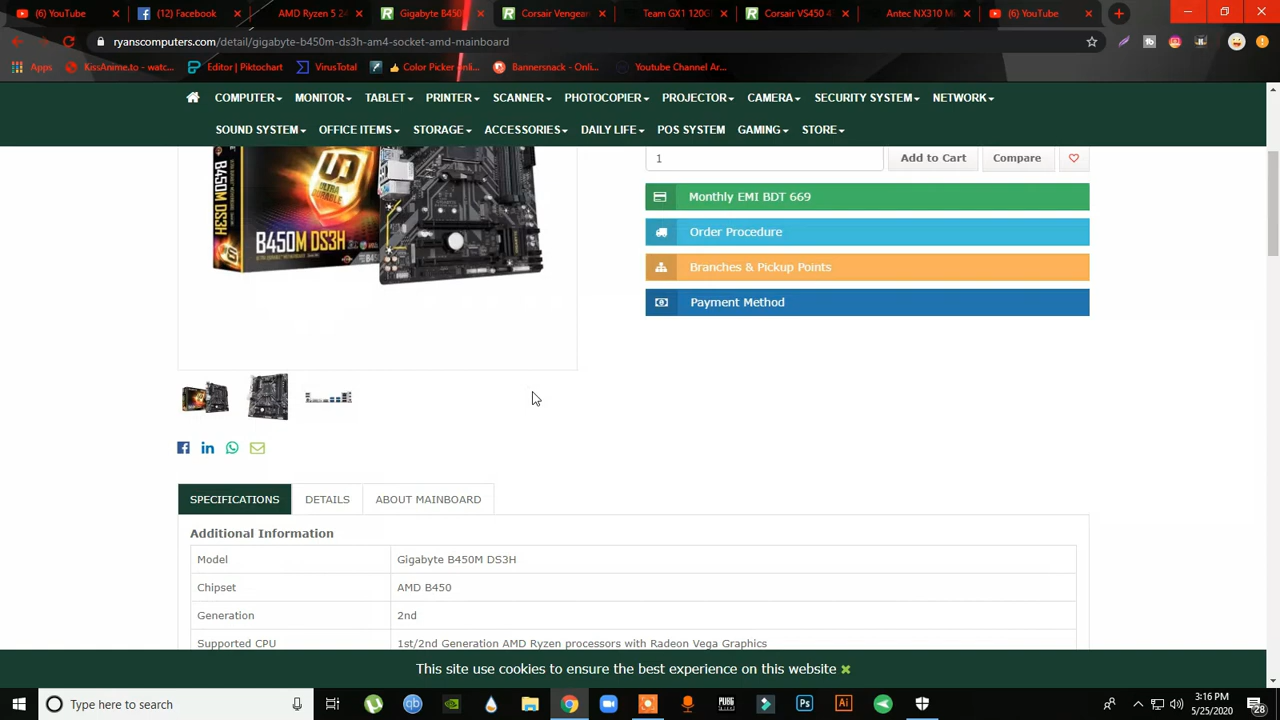 (6) YouTube
(12) Facebook
AMD Ryzen 5 24
Gigabyte B450
Corsair Vengean
Team GX1 120G
Corsair VS450 4
Antec NX310 M
(6) YouTube
ryanscomputers.com/detail/gigabyte-b450m-ds3h-am4-socket-amd-mainboard
Apps
KissAnime.to - watc...
Editor | Piktochart
VirusTotal
Color Picker onli...
Bannersnack - Onli...
Youtube Channel Ar...
COMPUTER
MONITOR
TABLET
PRINTER
SCANNER
PHOTOCOPIER
PROJECTOR
CAMERA
SECURITY SYSTEM
NETWORK
SOUND SYSTEM
OFFICE ITEMS
STORAGE
ACCESSORIES
DAILY LIFE
POS SYSTEM
GAMING
STORE
B450M DS3H
ULTRA
DURABLE
B450M DS3H
1
Add to Cart
Compare
Monthly EMI BDT 669
Order Procedure
Branches & Pickup Points
Payment Method
SPECIFICATIONS
DETAILS
ABOUT MAINBOARD
Additional Information
Model
Gigabyte B450M DS3H
Chipset
AMD B450
Generation
2nd
Supported CPU
1st/2nd Generation AMD Ryzen processors with Radeon Vega Graphics
This site use cookies to ensure the best experience on this website
Type here to search
3:16 PM
5/25/2020
28